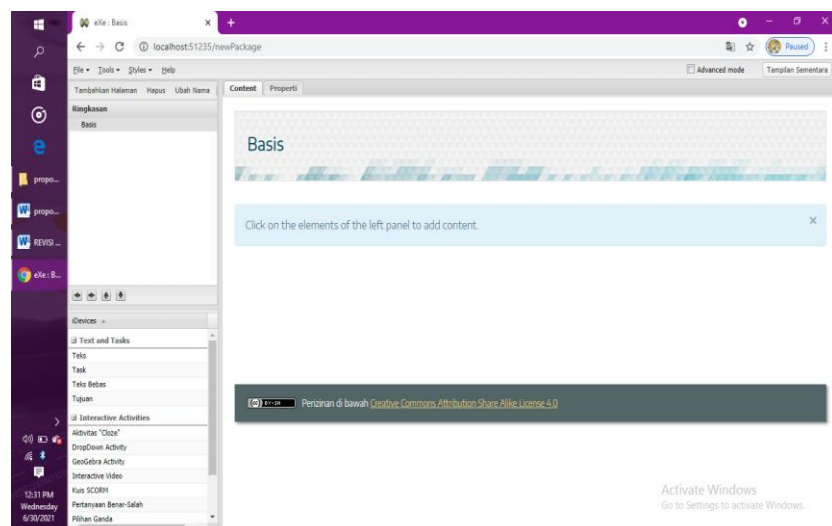 eXe : Basis
localhost:51235/newPackage
Paused
File Tools Styles Help
Advanced mode
Tampilan Sementara
Tambahkan Halaman Hapus Ubah Nama
Content Properti
Ringkasan
Basis
Basis
Click on the elements of the left panel to add content.
propo...
propo...
REVISI ...
eXe : B...
iDevices
Text and Tasks
Teks
Task
Teks Bebas
Tujuan
Interactive Activities
Aktivitas "Cloze"
DropDown Activity
GeoGebra Activity
Interactive Video
Kuis SCORM
Pertanyaan Benar-Salah
Pilihan Ganda
Perizinan di bawah Creative Commons Attribution Share Alike License 4.0
Activate Windows
Go to Settings to activate Windows.
12:31 PM
Wednesday
6/30/2021